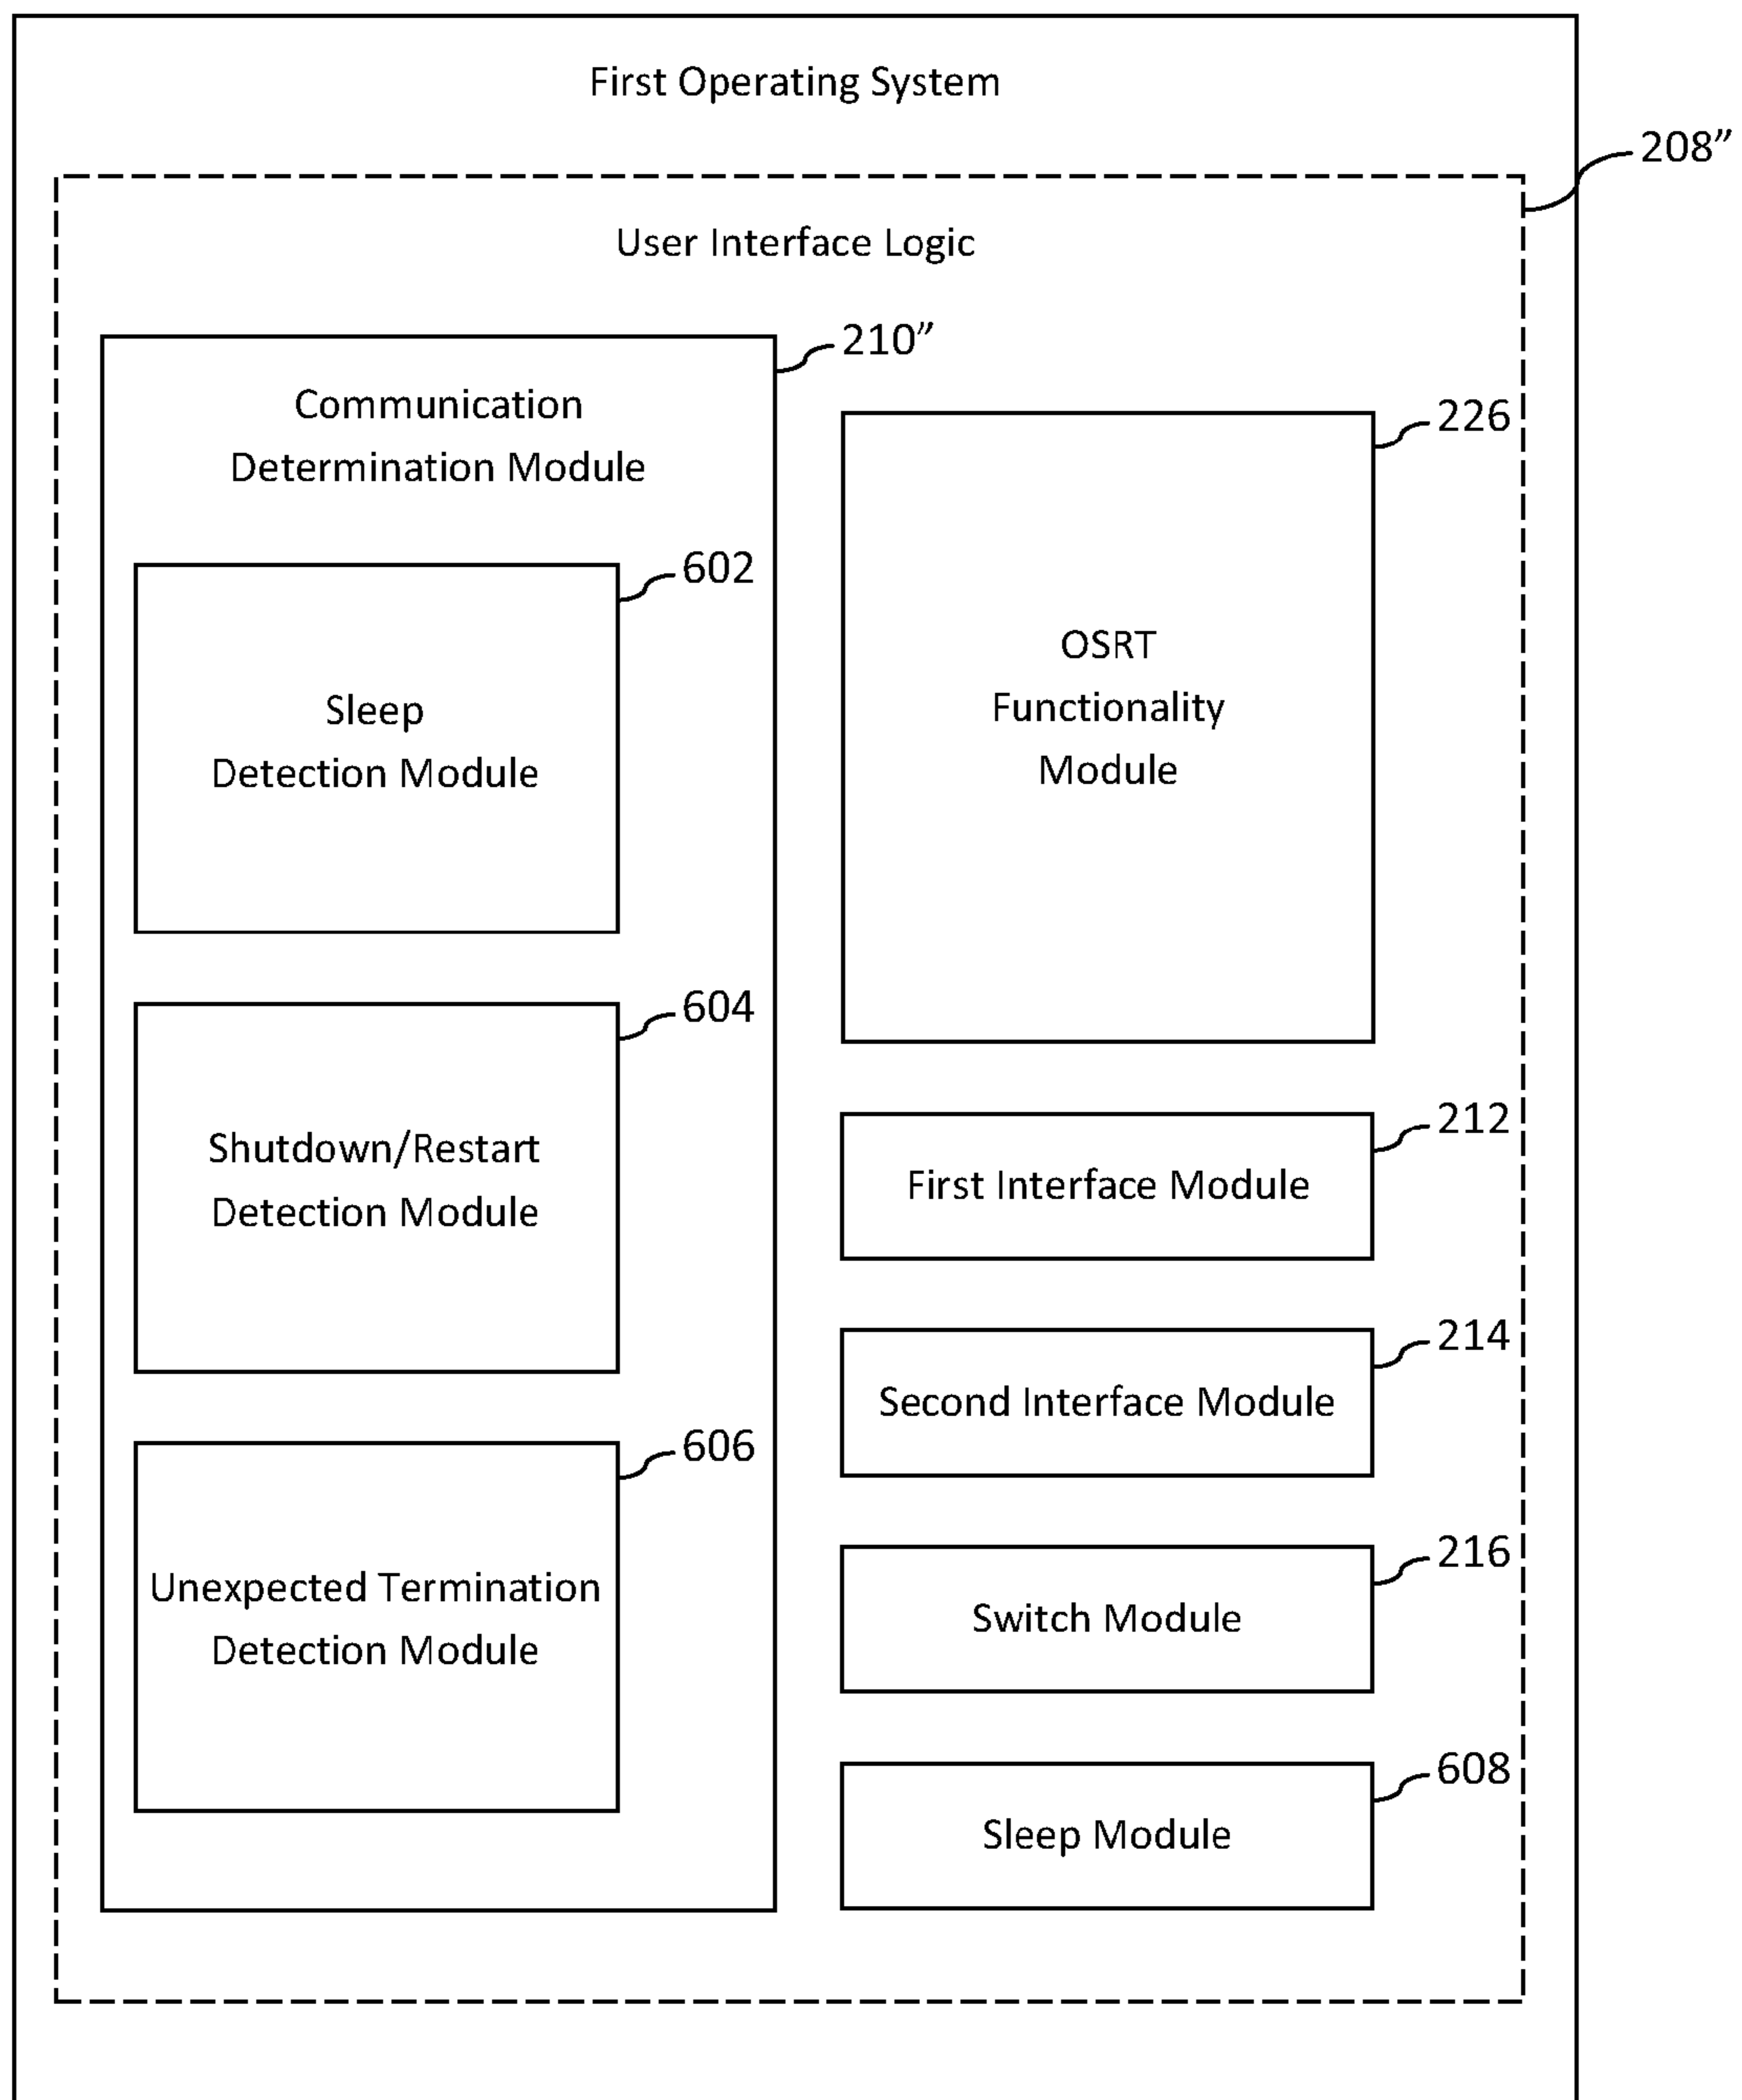 First Operating System
208”
User Interface Logic
210”
Communication
Determination Module
226
602
Sleep
Detection Module
OSRT
Functionality
Module
604
Shutdown/Restart
Detection Module
212
First Interface Module
214
Second Interface Module
606
Unexpected Termination
Detection Module
216
Switch Module
608
Sleep Module